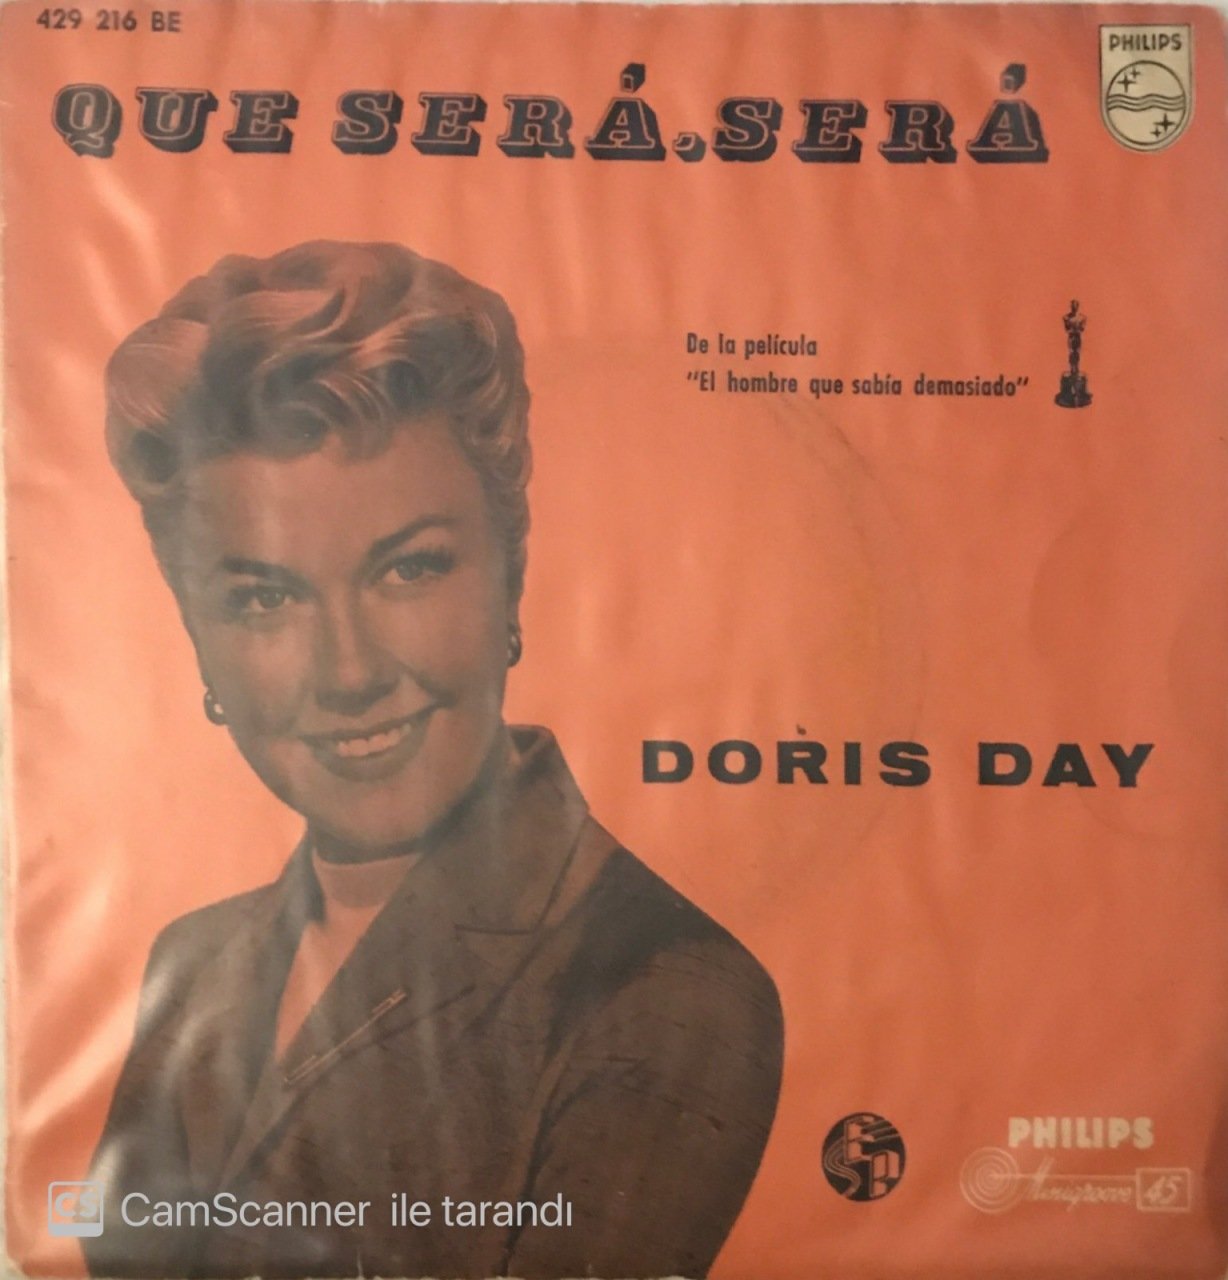 429 216 BE
PHILIPS
QUE SERÁ, SERÁ
De la película
"El hombre que sabía demasiado"
DORIS DAY
PHILIPS
Minigroove 45
CS CamScanner ile tarandı